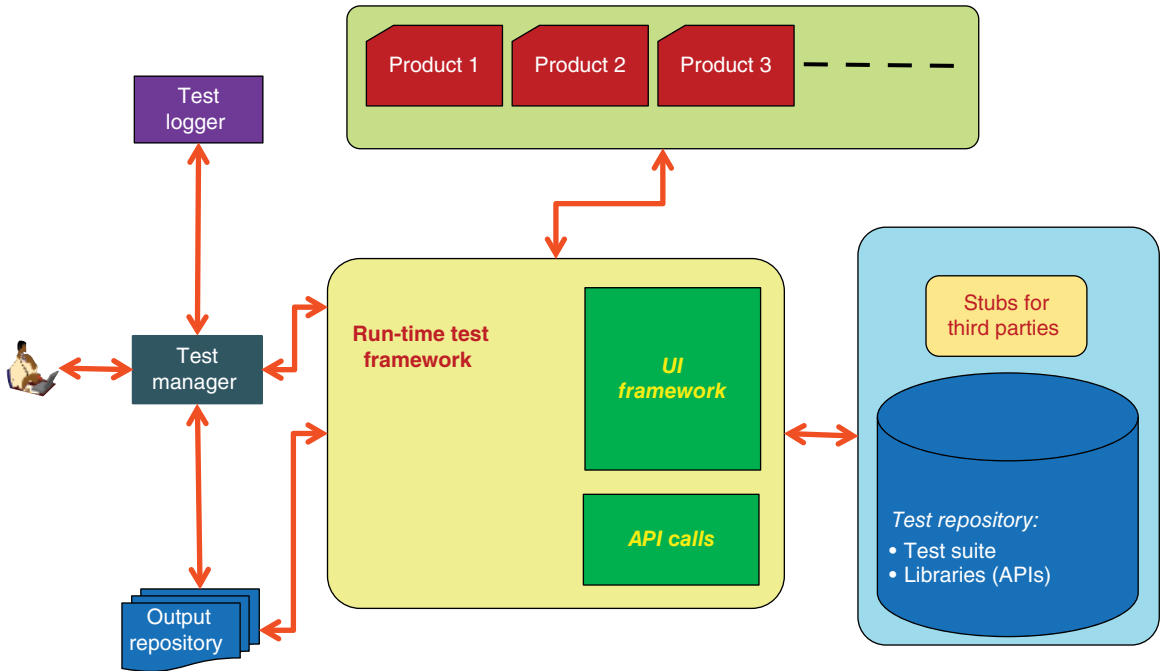 Product 1
Product 2
Product 3
Test
logger
Run-time test
framework
UI
framework
API calls
Stubs for
third parties
Test
manager
Test repository:
• Test suite
• Libraries (APIs)
Output
repository